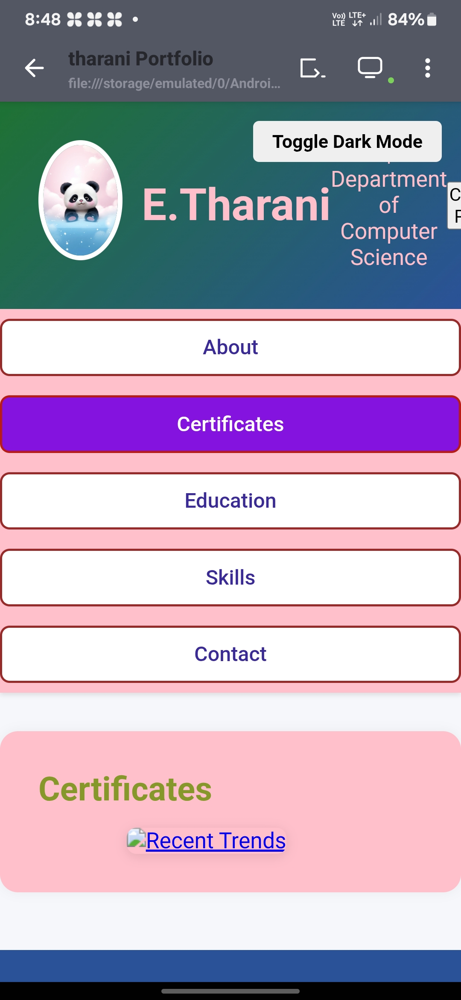 8:48
Vo)) LTE
LTE+
84%
tharani Portfolio
file:///storage/emulated/0/Androi...
Toggle Dark Mode
E.Tharani
Department
of
Computer
Science
About
Certificates
Education
Skills
Contact
Certificates
Recent Trends